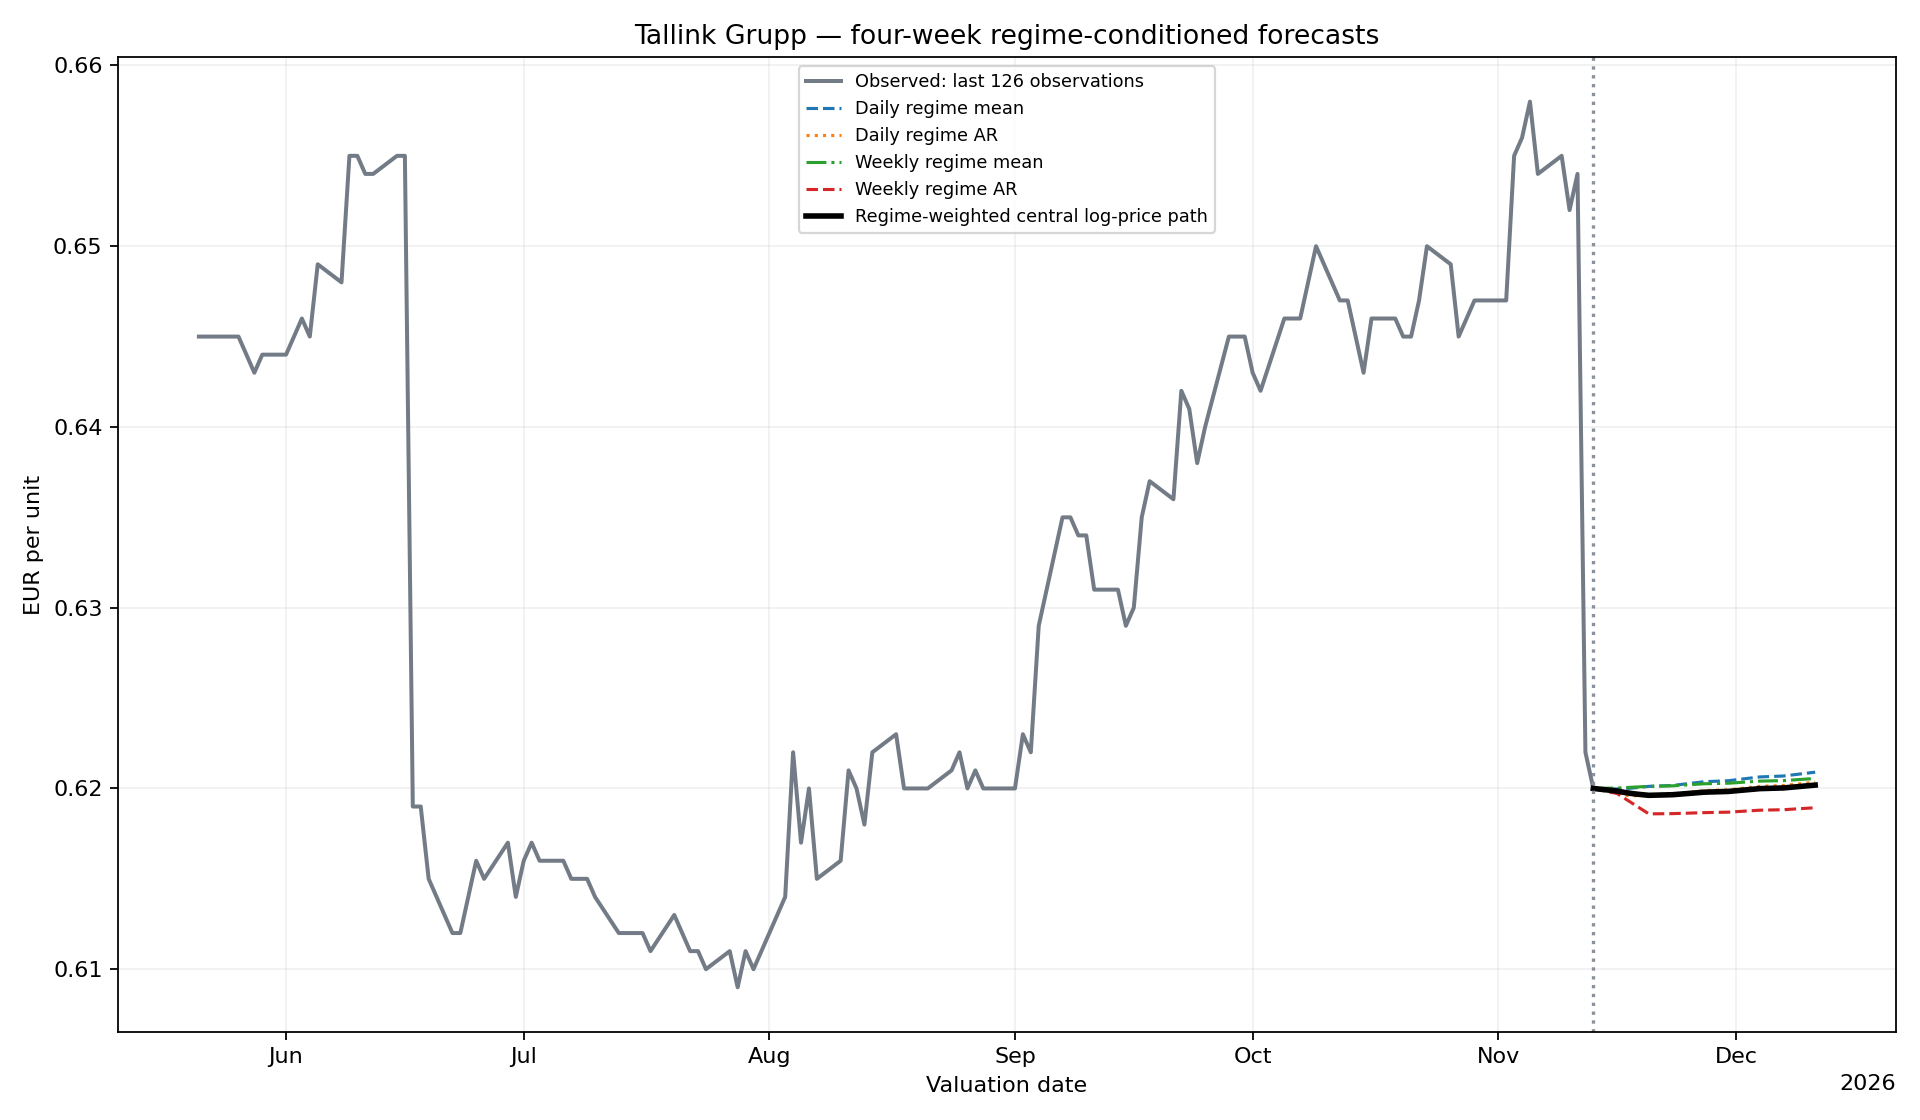 Tallink Grupp — four-week regime-conditioned forecasts
Observed: last 126 observations
Daily regime mean
Daily regime AR
Weekly regime mean
Weekly regime AR
Regime-weighted central log-price path
EUR per unit
0.66
0.65
0.64
0.63
0.62
0.61
Jun Jul Aug Sep Oct Nov Dec
Valuation date
2026